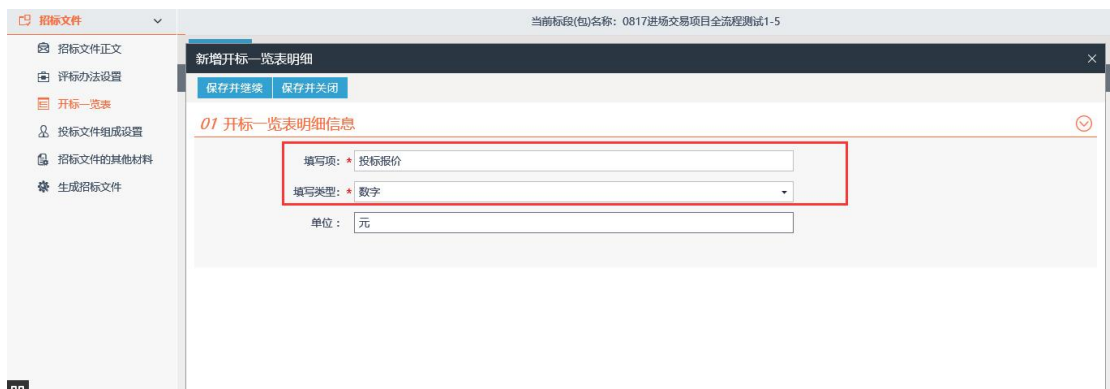 招标文件
当前标段(包)名称：0817进场交易项目全流程测试1-5
招标文件正文
评标办法设置
开标一览表
投标文件组成设置
招标文件的其他材料
生成招标文件
新增开标一览表明细
保存并继续 保存并关闭
01 开标一览表明细信息
填写项：* 投标报价
填写类型：* 数字
单位： 元